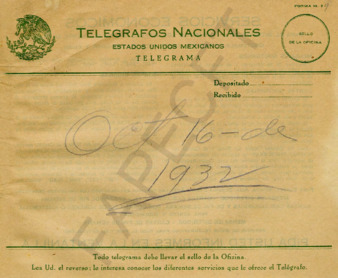 TELEGRAFOS NACIONALES
ESTADOS UNIDOS MEXICANOS
TELEGRAMA
SELLO
DE LA OFICINA
Depositado
Recibido
Oct 16 - de
1932
FAPECFT
Todo telegrama debe llevar el sello de la Oficina.
Lea Ud. al reverso; le interesa conocer los diferentes servicios que le ofrece el Telégrafo.